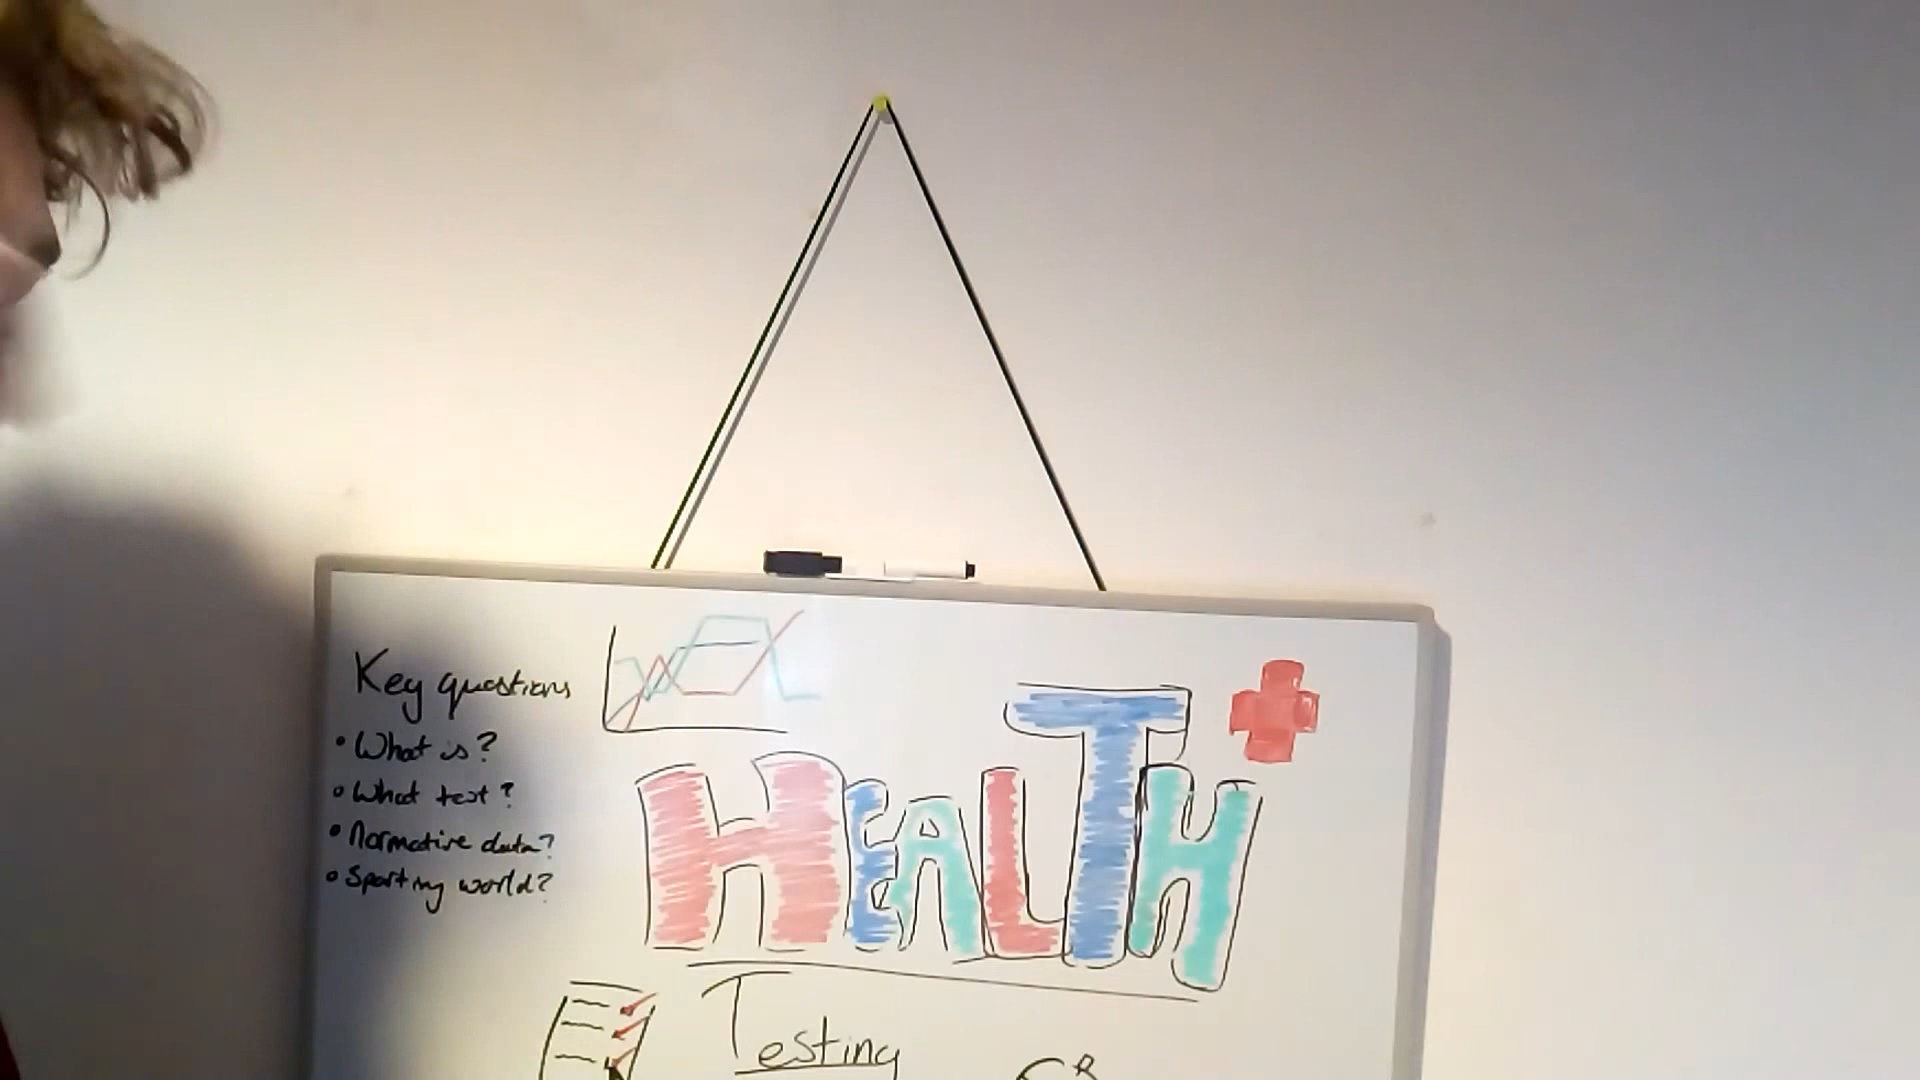 Key questions
• What is?
• What test?
• Normative data?
• Sporting world?
HEALTH
Testing
R